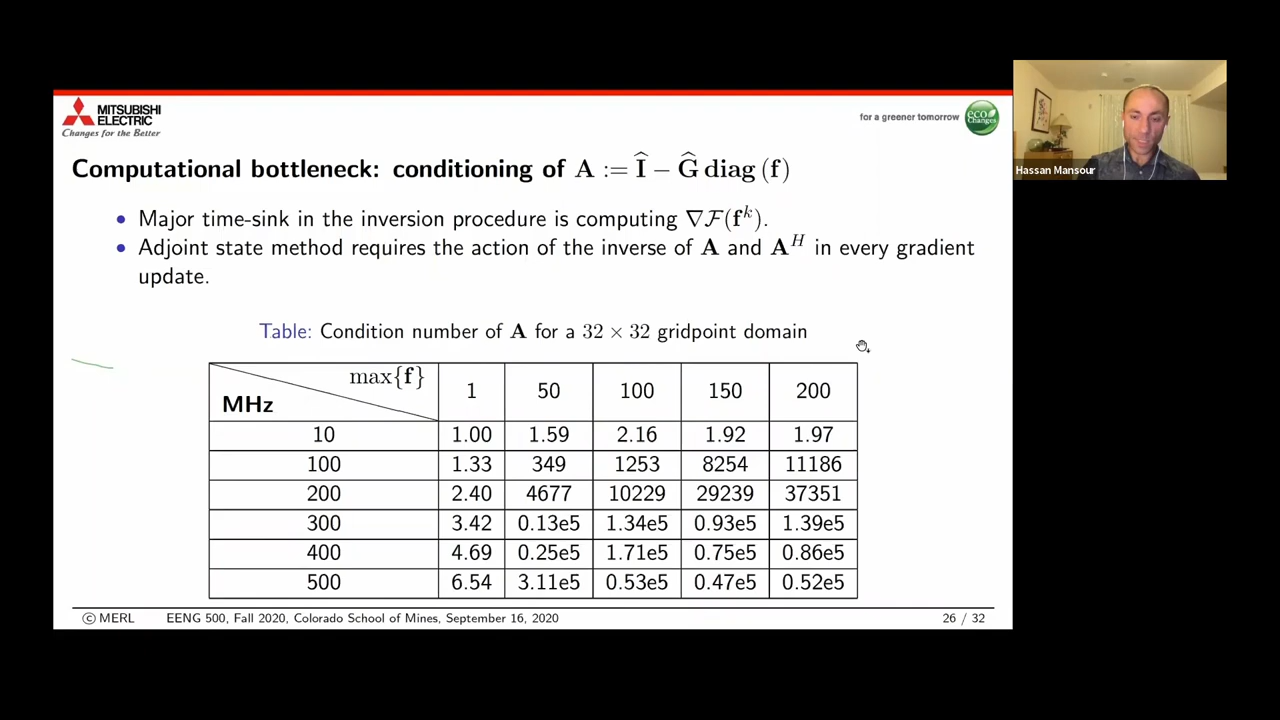 MITSUBISHI
ELECTRIC
Changes for the Better
for a greener tomorrow
eco
Changes
Hassan Mansour
Computational bottleneck: conditioning of A := Î − Ĝ diag (f)
• Major time-sink in the inversion procedure is computing ∇ℱ(fᵏ).
• Adjoint state method requires the action of the inverse of A and Aᴴ in every gradient
update.
Table: Condition number of A for a 32 × 32 gridpoint domain
max{f}
MHz 1 50 100 150 200
10 1.00 1.59 2.16 1.92 1.97
100 1.33 349 1253 8254 11186
200 2.40 4677 10229 29239 37351
300 3.42 0.13e5 1.34e5 0.93e5 1.39e5
400 4.69 0.25e5 1.71e5 0.75e5 0.86e5
500 6.54 3.11e5 0.53e5 0.47e5 0.52e5
© MERL EENG 500, Fall 2020, Colorado School of Mines, September 16, 2020 26 / 32